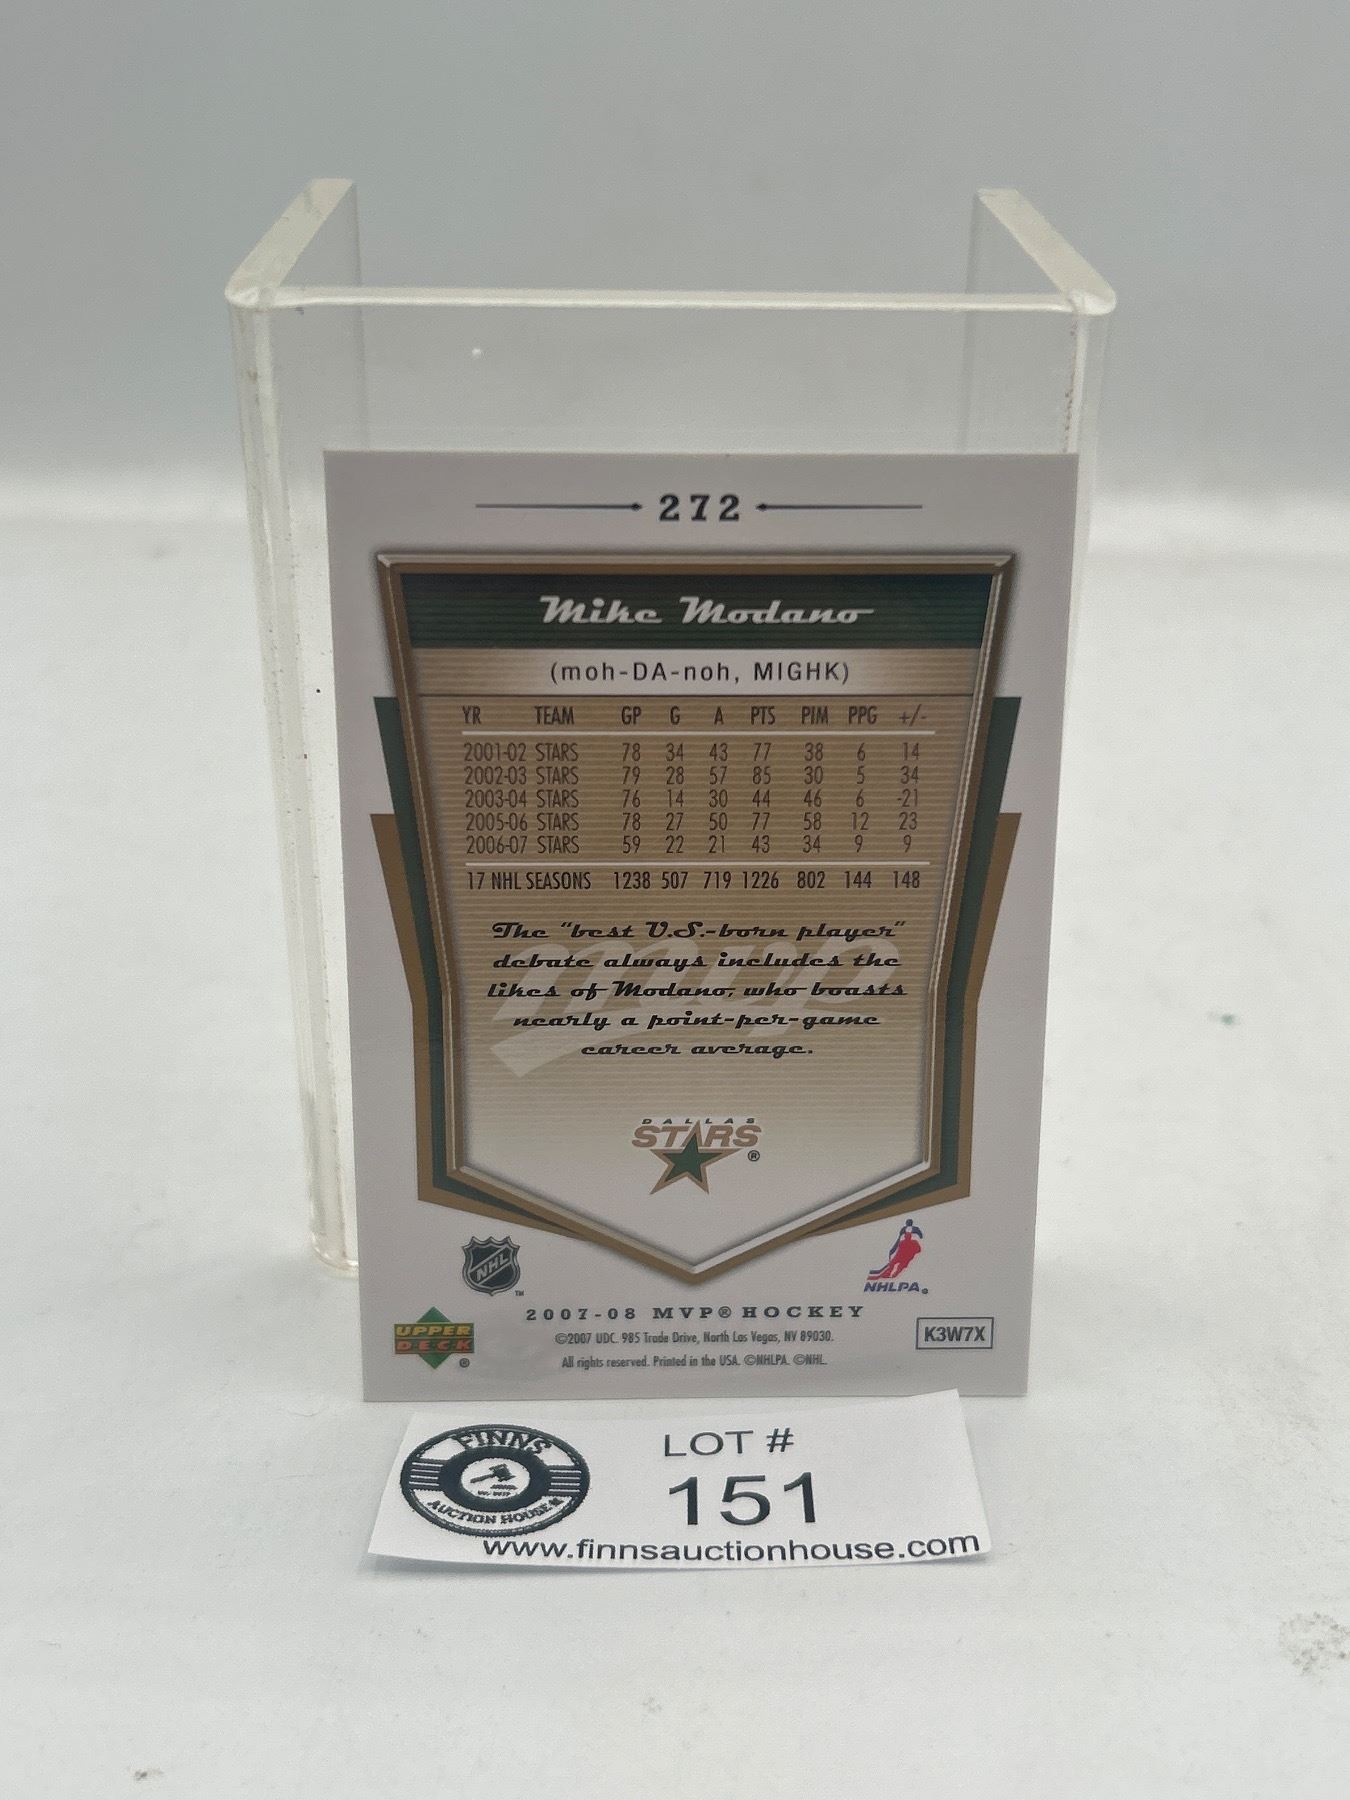 272
Mike Modano
(moh-DA-noh, MIGHK)
YR TEAM GP G A PTS PIM PPG +/-
2001-02 STARS 78 34 43 77 38 6 14
2002-03 STARS 79 28 57 85 30 5 34
2003-04 STARS 76 14 30 44 46 6 -21
2005-06 STARS 78 27 50 77 58 12 23
2006-07 STARS 59 22 21 43 34 9 9
17 NHL SEASONS 1238 507 719 1226 802 144 148
mvp
The "best U.S.-born player"
debate always includes the
likes of Modano, who boasts
nearly a point-per-game
career average.
DALLAS
STARS®
NHL™
NHLPA®
2007-08 MVP® HOCKEY
UPPER
DECK®
©2007 UDC. 985 Trade Drive, North Las Vegas, NV 89030.
All rights reserved. Printed in the USA. ©NHLPA. ©NHL.
K3W7X
FINNS
AUCTION HOUSE
LOT #
151
www.finnsauctionhouse.com